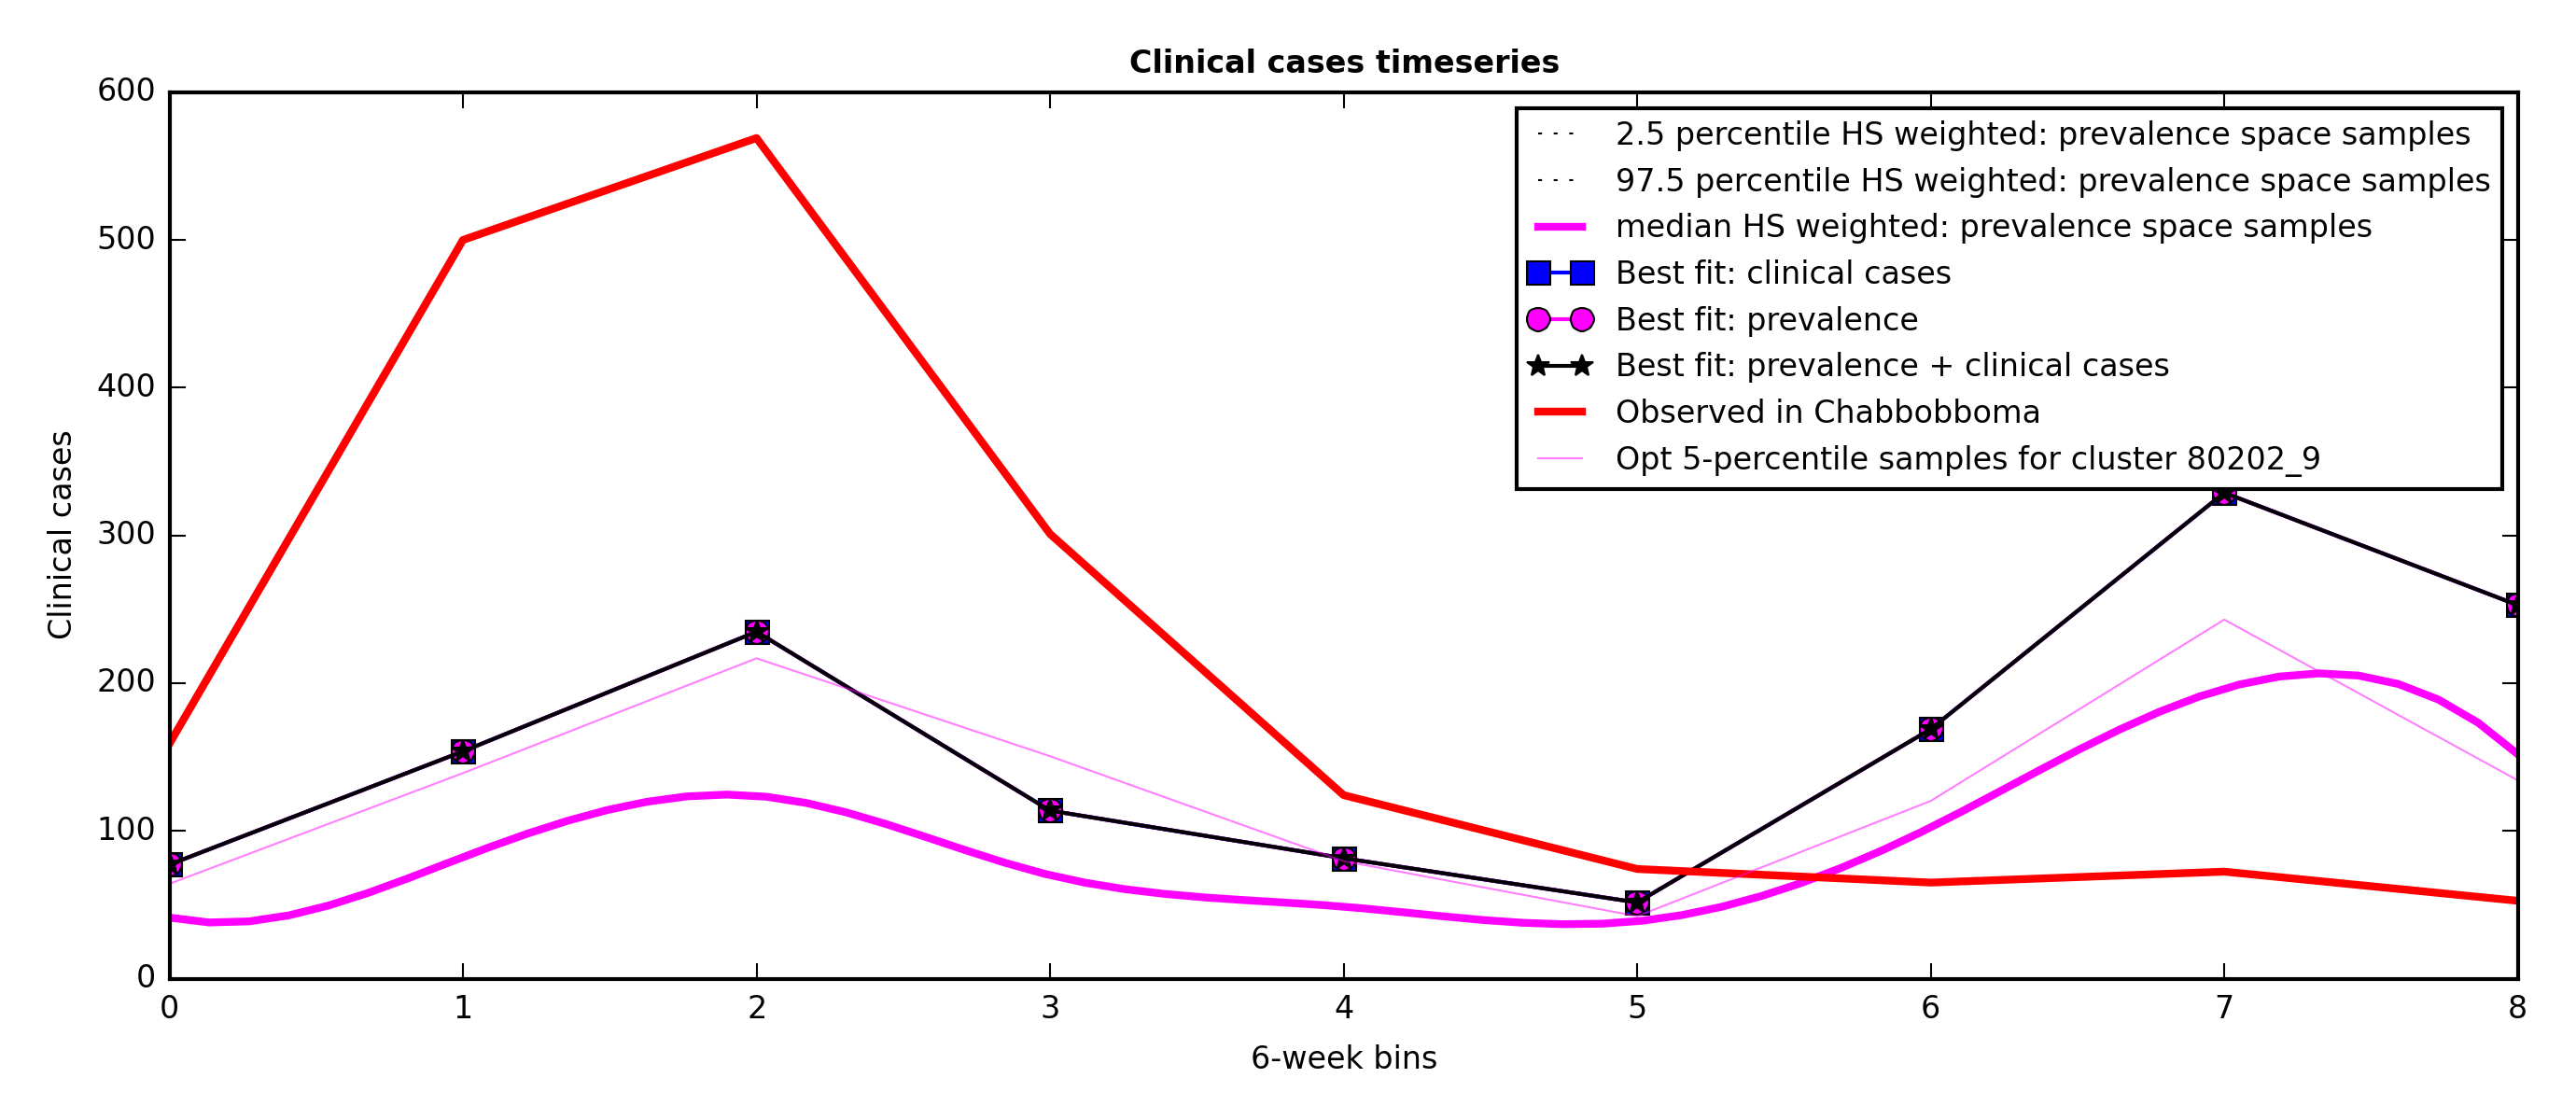 Clinical cases timeseries
600
500
400
300
200
100
0
Clinical cases
2.5 percentile HS weighted: prevalence space samples
97.5 percentile HS weighted: prevalence space samples
median HS weighted: prevalence space samples
Best fit: clinical cases
Best fit: prevalence
Best fit: prevalence + clinical cases
Observed in Chabbobboma
Opt 5-percentile samples for cluster 80202_9
0 1 2 3 4 5 6 7 8
6-week bins